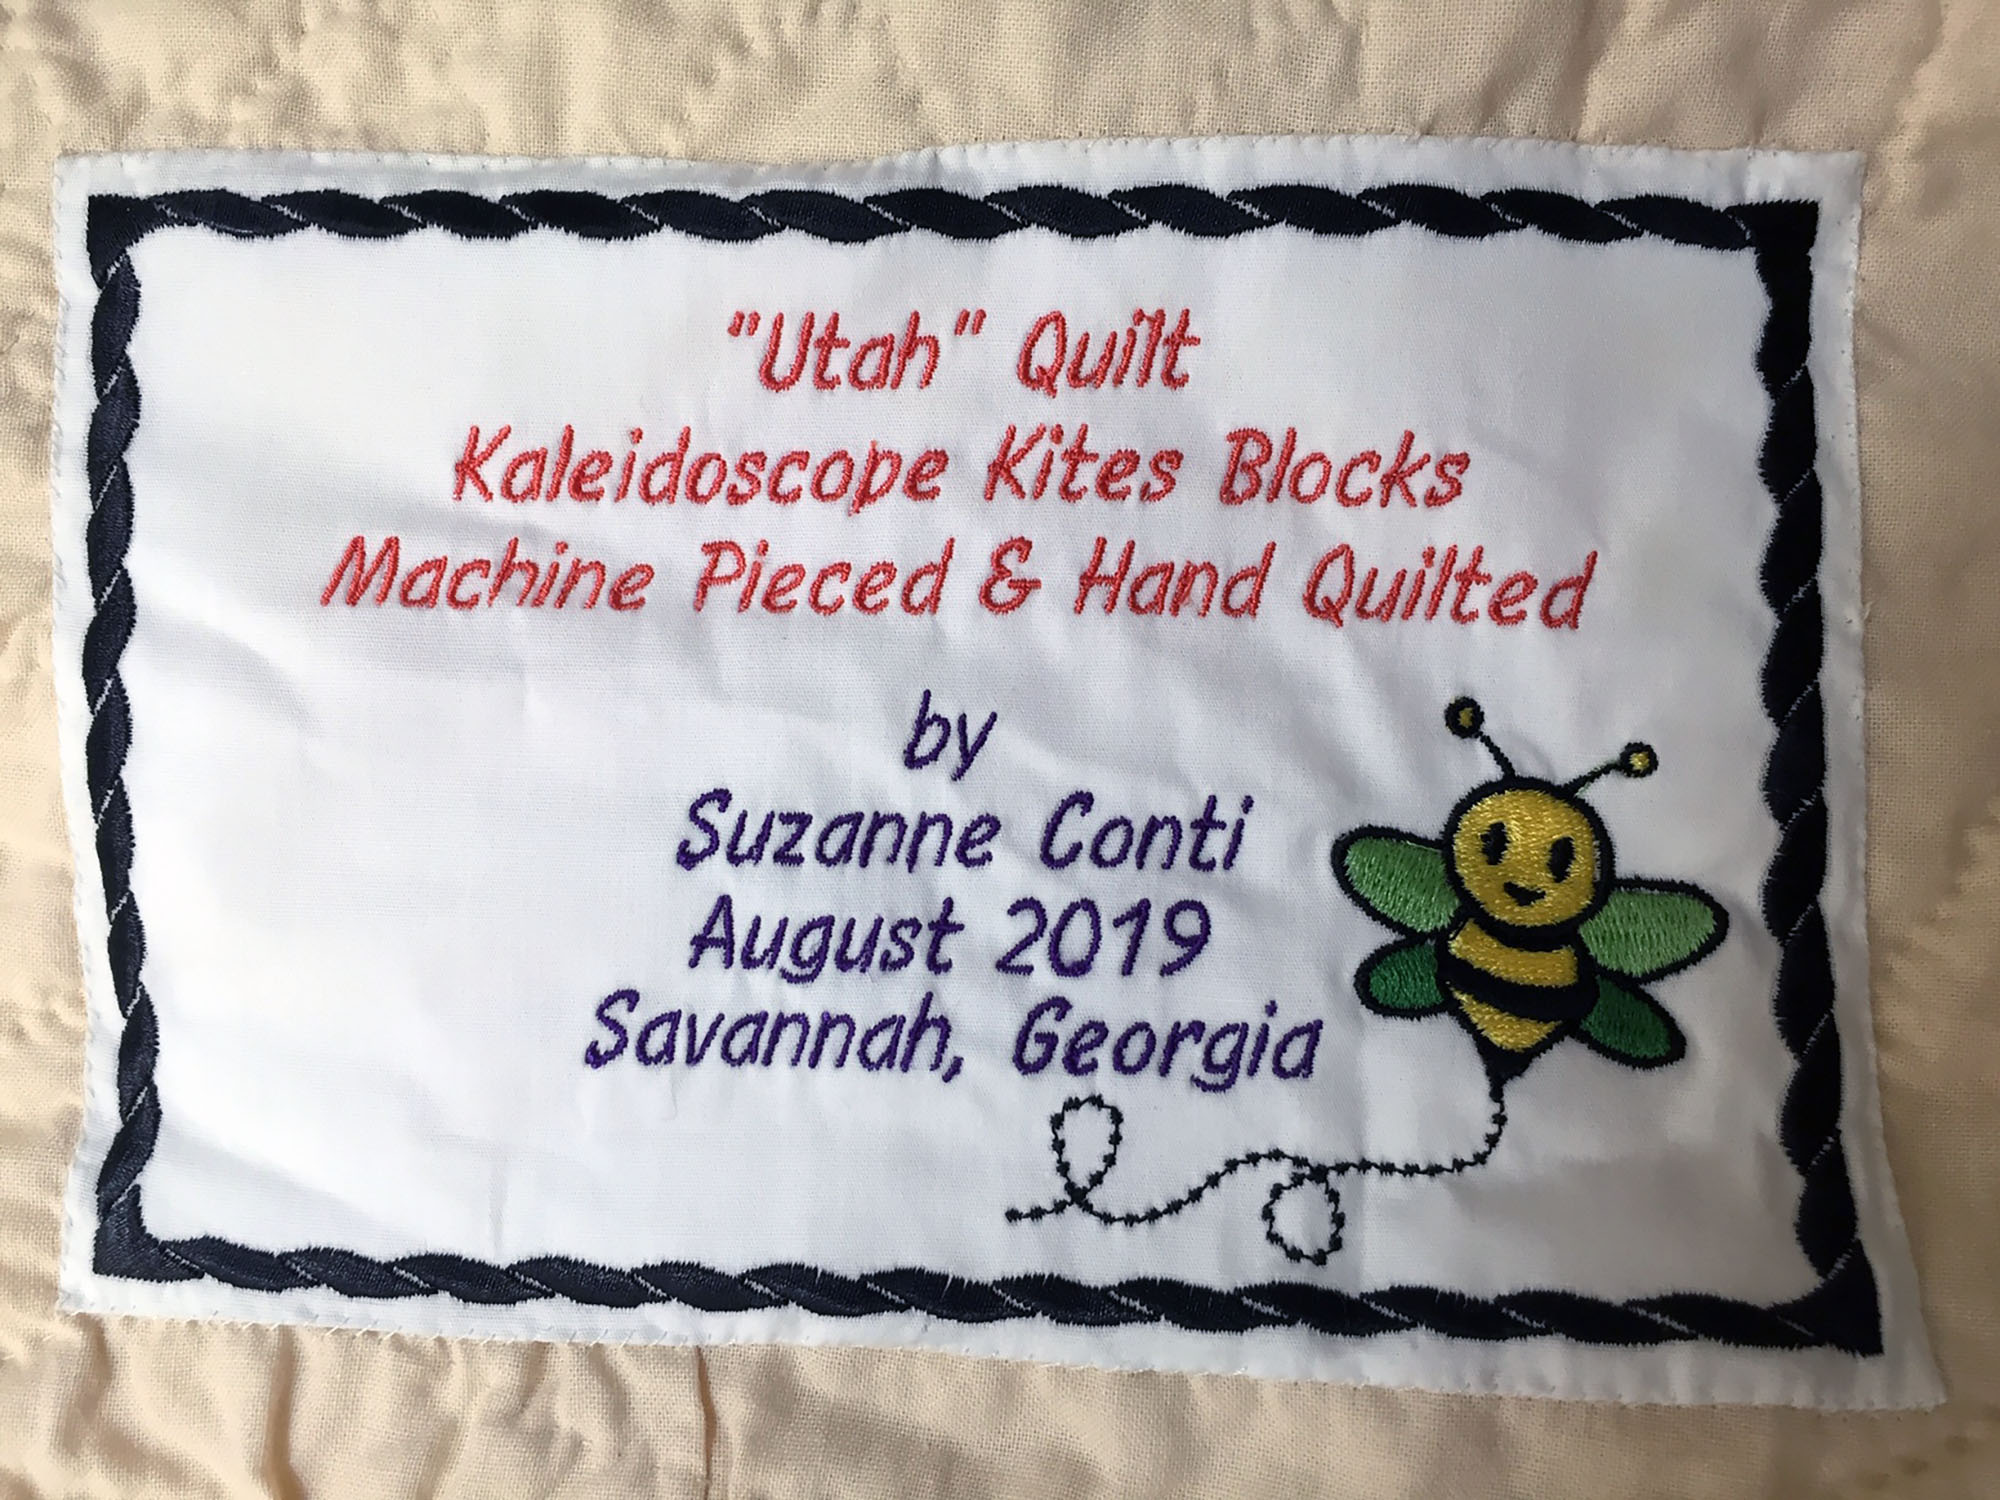 "Utah" Quilt
Kaleidoscope Kites Blocks
Machine Pieced & Hand Quilted
by
Suzanne Conti
August 2019
Savannah, Georgia